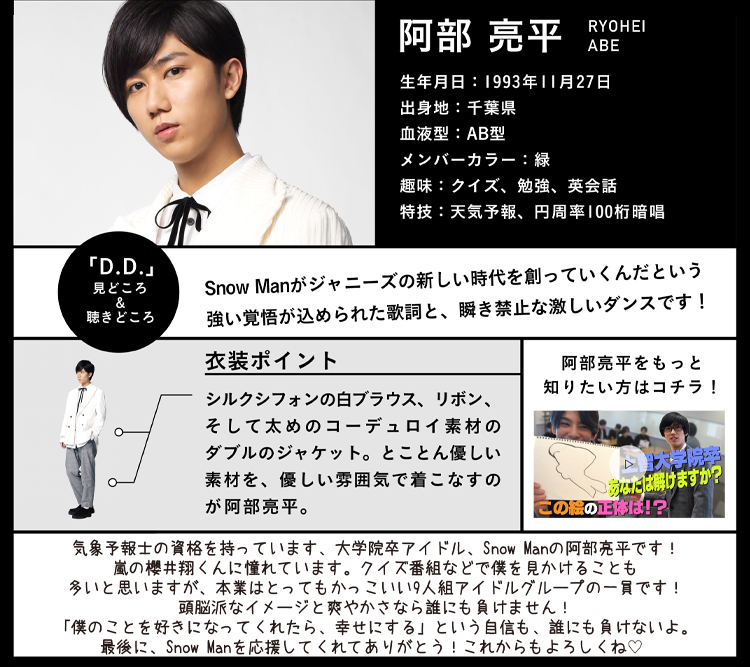 阿部 亮平
RYOHEI
ABE
生年月日：1993年11月27日
出身地：千葉県
血液型：AB型
メンバーカラー：緑
趣味：クイズ、勉強、英会話
特技：天気予報、円周率100桁暗唱
「D.D.」
見どころ
&
聴きどころ
Snow Manがジャニーズの新しい時代を創っていくんだという
強い覚悟が込められた歌詞と、瞬き禁止な激しいダンスです！
衣装ポイント
シルクシフォンの白ブラウス、リボン、
そして太めのコーデュロイ素材の
ダブルのジャケット。とことん優しい
素材を、優しい雰囲気で着こなすの
が阿部亮平。
阿部亮平をもっと
知りたい方はコチラ！
大学院卒
あなたは解けますか?
この絵の正体は!?
気象予報士の資格を持っています、大学院卒アイドル、Snow Manの阿部亮平です！
嵐の櫻井翔くんに憧れています。クイズ番組などで僕を見かけることも
多いと思いますが、本業はとってもかっこいい9人組アイドルグループの一員です！
頭脳派なイメージと爽やかさなら誰にも負けません！
「僕のことを好きになってくれたら、幸せにする」という自信も、誰にも負けないよ。
最後に、Snow Manを応援してくれてありがとう！これからもよろしくね♡